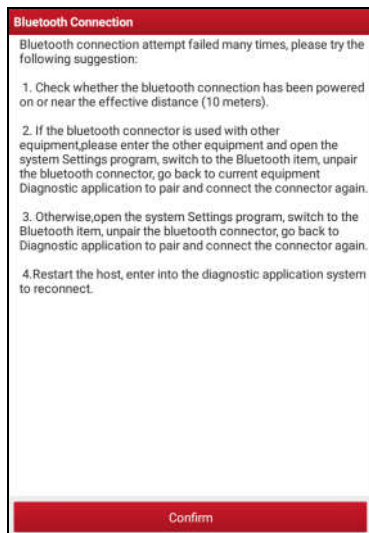 Bluetooth Connection
Bluetooth connection attempt failed many times, please try the
following suggestion:
1. Check whether the bluetooth connection has been powered
on or near the effective distance (10 meters).
2. If the bluetooth connector is used with other
equipment,please enter the other equipment and open the
system Settings program, switch to the Bluetooth item, unpair
the bluetooth connector, go back to current equipment
Diagnostic application to pair and connect the connector again.
3. Otherwise,open the system Settings program, switch to the
Bluetooth item, unpair the bluetooth connector, go back to
Diagnostic application to pair and connect the connector again.
4.Restart the host, enter into the diagnostic application system
to reconnect.
Confirm